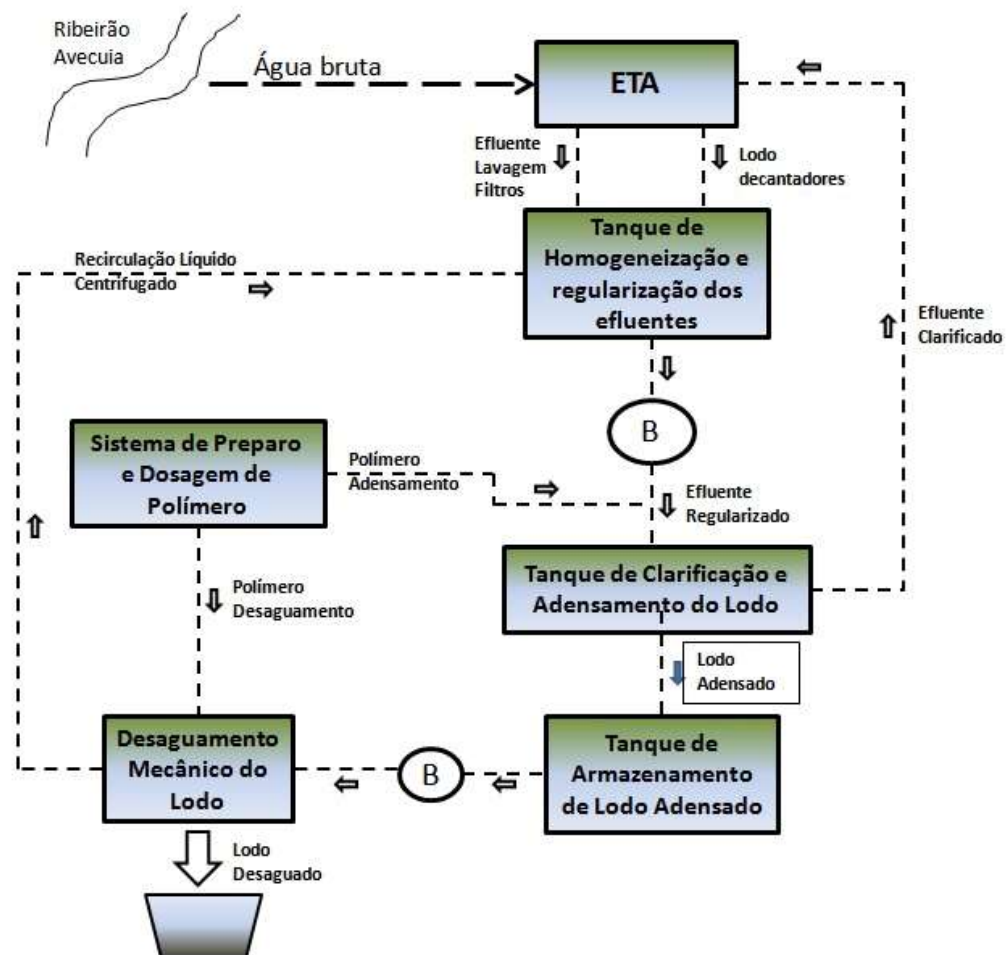 Ribeirão
Avecuia
Água bruta
ETA
Efluente
Lavagem
Filtros
Lodo
decantadores
Tanque de
Homogeneização e
regularização dos
efluentes
Recirculação Líquido
Centrifugado
Efluente
Clarificado
B
Sistema de Preparo
e Dosagem de
Polímero
Polímero
Adensamento
Efluente
Regularizado
Tanque de Clarificação e
Adensamento do Lodo
Polímero
Desaguamento
Lodo
Adensado
Desaguamento
Mecânico do
Lodo
B
Tanque de
Armazenamento
de Lodo Adensado
Lodo
Desaguado